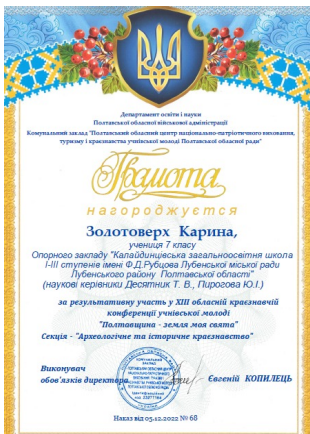 Департамент освіти і науки
Полтавської обласної військової адміністрації
Комунальний заклад "Полтавський обласний центр національно-патріотичного виховання,
туризму і краєзнавства учнівської молоді Полтавської обласної ради"
Грамота
нагороджується
Золотоверх Карина,
учениця 7 класу
Опорного закладу "Калайдинцівська загальноосвітня школа
І-ІІІ ступенів імені Ф.Д.Рубцова Лубенської міської ради
Лубенського району Полтавської області"
(наукові керівники Десятник Т. В., Пирогова Ю.І.)
за результативну участь у ХІІІ обласній краєзнавчій
конференції учнівської молоді
"Полтавщина - земля моя свята"
Секція - "Археологічне та історичне краєзнавство"
Виконувач
обов'язків директора
Євгеній КОПИЛЕЦЬ
Наказ від 05.12.2022 № 68